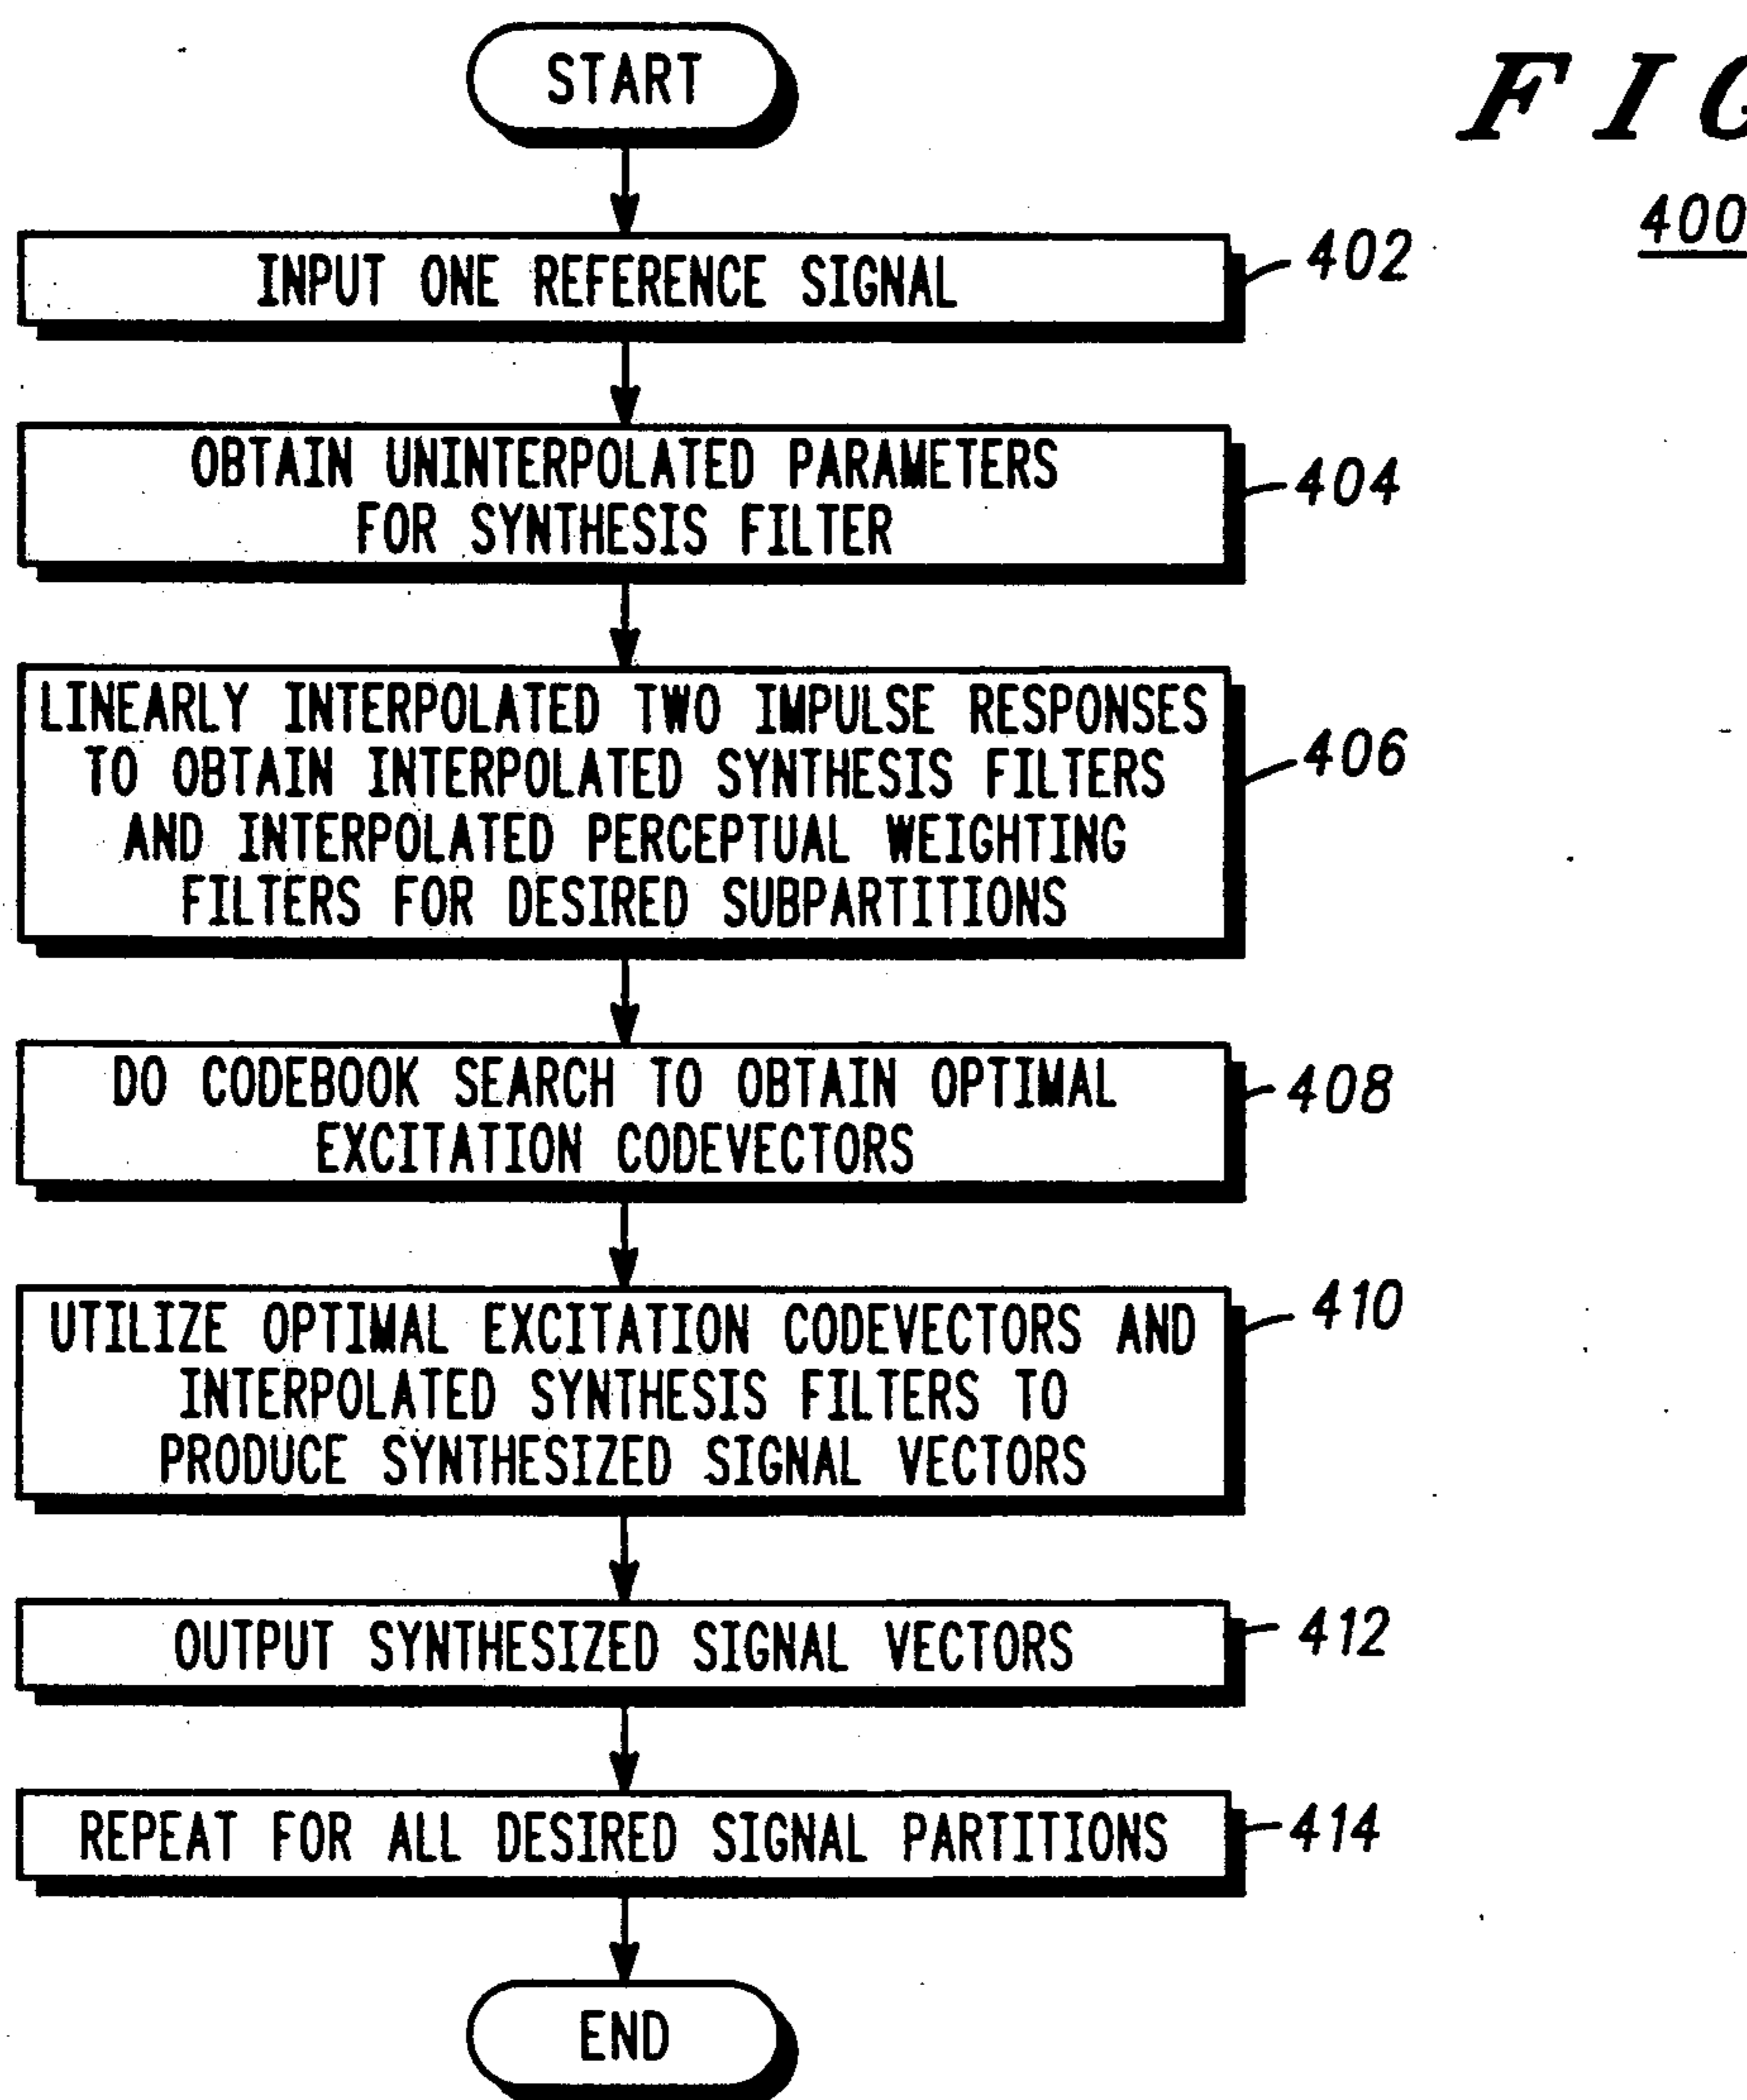 START
FIG
400
INPUT ONE REFERENCE SIGNAL
402
OBTAIN UNINTERPOLATED PARAMETERS
FOR SYNTHESIS FILTER
404
LINEARLY INTERPOLATED TWO IMPULSE RESPONSES
TO OBTAIN INTERPOLATED SYNTHESIS FILTERS
AND INTERPOLATED PERCEPTUAL WEIGHTING
FILTERS FOR DESIRED SUBPARTITIONS
406
DO CODEBOOK SEARCH TO OBTAIN OPTIMAL
EXCITATION CODEVECTORS
408
UTILIZE OPTIMAL EXCITATION CODEVECTORS AND
INTERPOLATED SYNTHESIS FILTERS TO
PRODUCE SYNTHESIZED SIGNAL VECTORS
410
OUTPUT SYNTHESIZED SIGNAL VECTORS
412
REPEAT FOR ALL DESIRED SIGNAL PARTITIONS
414
END